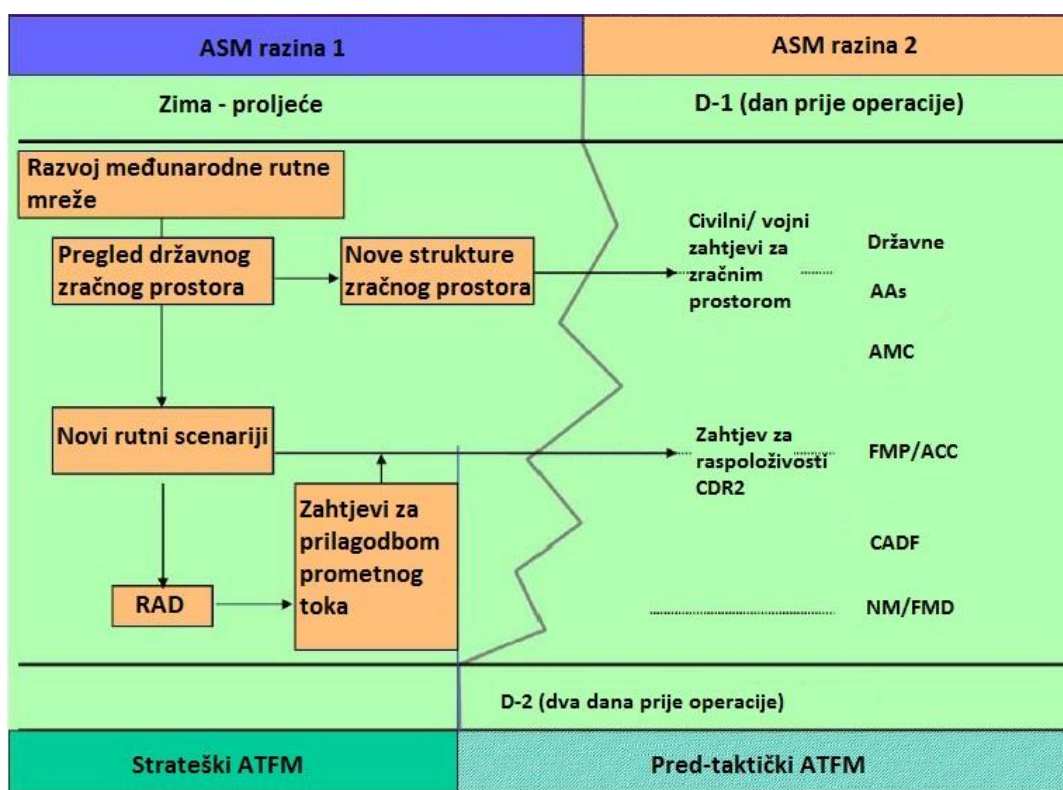 ASM razina 1
ASM razina 2
Zima - proljeće
D-1 (dan prije operacije)
Razvoj međunarodne rutne
mreže
Pregled državnog
zračnog prostora
Nove strukture
zračnog prostora
Civilni/ vojni
zahtjevi za
zračnim
prostorom
Državne
AAs
AMC
Novi rutni scenariji
Zahtjev za
raspoloživosti
CDR2
FMP/ACC
Zahtjevi za
prilagodbom
prometnog
toka
RAD
CADF
NM/FMD
D-2 (dva dana prije operacije)
Strateški ATFM
Pred-taktički ATFM